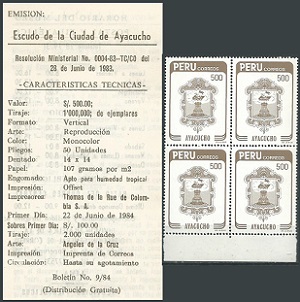 EMISION:
Escudo de la Ciudad de Ayacucho
Resolución Ministerial No. 0004-83-TC/CO del
28 de Junio de 1983.
-CARACTERISTICAS TECNICAS-
Valor: S/. 500.00;
Tiraje: 1'000,000; de ejemplares
Formato Vertical
Arte: Reproducción
Color: Monocolor
Pliegos: 50 Unidades
Dentado 14 x 14
Papel: 107 gramos por m2
Engomado: Apto para humedad tropical
Impresión: Offset
Impresora: Thomas de la Rue de Colombia S. A.
Primer Día: 22 de Junio de 1984
Sobres Primer Día: S/. 100.00
Tiraje: 2.000 unidades
Arte: Angeles de la Cruz
Impresión Imprenta de Correos
Circulación: Hasta su agotamiento
Boletín No. 9/84
(Distribución Gratuita)
PERU CORREOS
500
AYACUCHO
PERU CORREOS
500
AYACUCHO
PERU CORREOS
500
AYACUCHO
PERU CORREOS
500
AYACUCHO